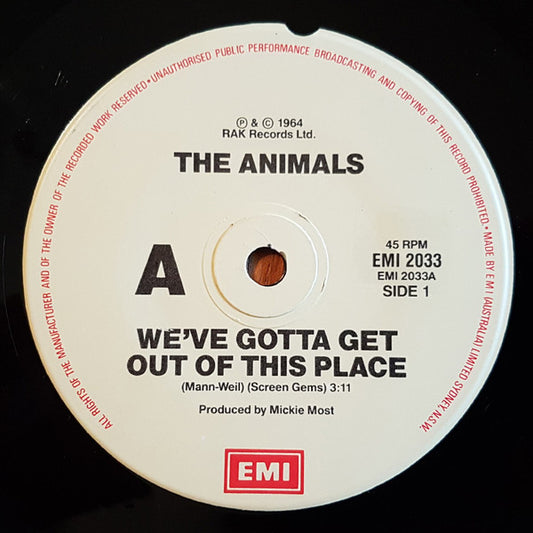 ALL RIGHTS OF THE MANUFACTURER AND OF THE OWNER OF THE RECORDED WORK RESERVED • UNAUTHORISED PUBLIC PERFORMANCE BROADCASTING AND COPYING OF THIS RECORD PROHIBITED. • MADE BY E M I (AUSTRALIA) LIMITED SYDNEY, N.S.W.
℗ & © 1964
RAK Records Ltd.
THE ANIMALS
A
45 RPM
EMI 2033
EMI 2033A
SIDE 1
WE'VE GOTTA GET
OUT OF THIS PLACE
(Mann-Weil) (Screen Gems) 3:11
Produced by Mickie Most
EMI